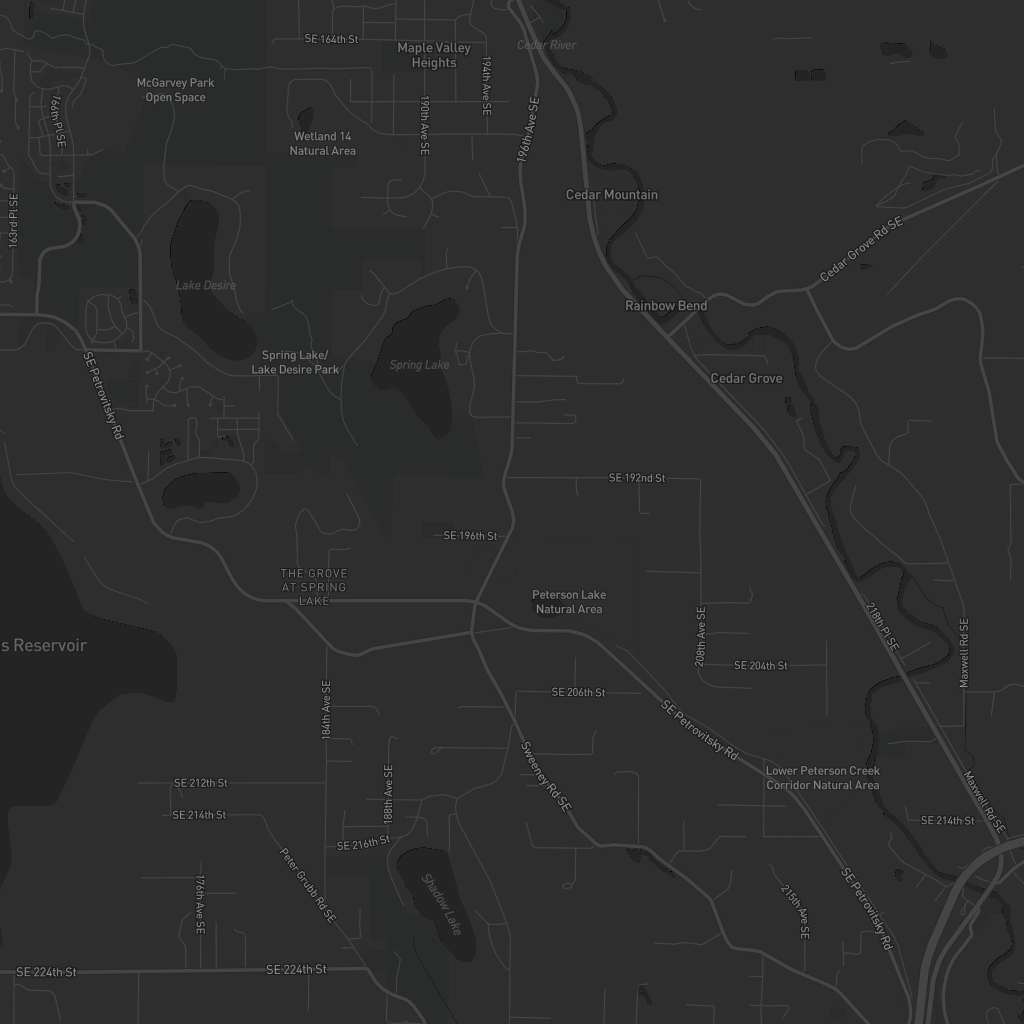 SE 164th St
Maple Valley
Heights
Cedar River
McGarvey Park
Open Space
194th Ave SE
190th Ave SE
196th Ave SE
Wetland 14
Natural Area
Cedar Mountain
163rd Pl SE
Cedar Grove Rd SE
Lake Desire
Rainbow Bend
Spring Lake/
Lake Desire Park
Spring Lake
Cedar Grove
SE Petrovitsky Rd
SE 192nd St
SE 196th St
THE GROVE
AT SPRING
LAKE
Peterson Lake
Natural Area
218th Pl SE
208th Ave SE
Maxwell Rd SE
s Reservoir
SE 204th St
SE 206th St
184th Ave SE
SE Petrovitsky Rd
Sweeney Rd SE
Lower Peterson Creek
Corridor Natural Area
SE 212th St
188th Ave SE
Maxwell Rd SE
SE 214th St
SE 214th St
SE 216th St
Peter Grubb Rd SE
Shadow Lake
176th Ave SE
215th Ave SE
SE Petrovitsky Rd
SE 224th St
SE 224th St